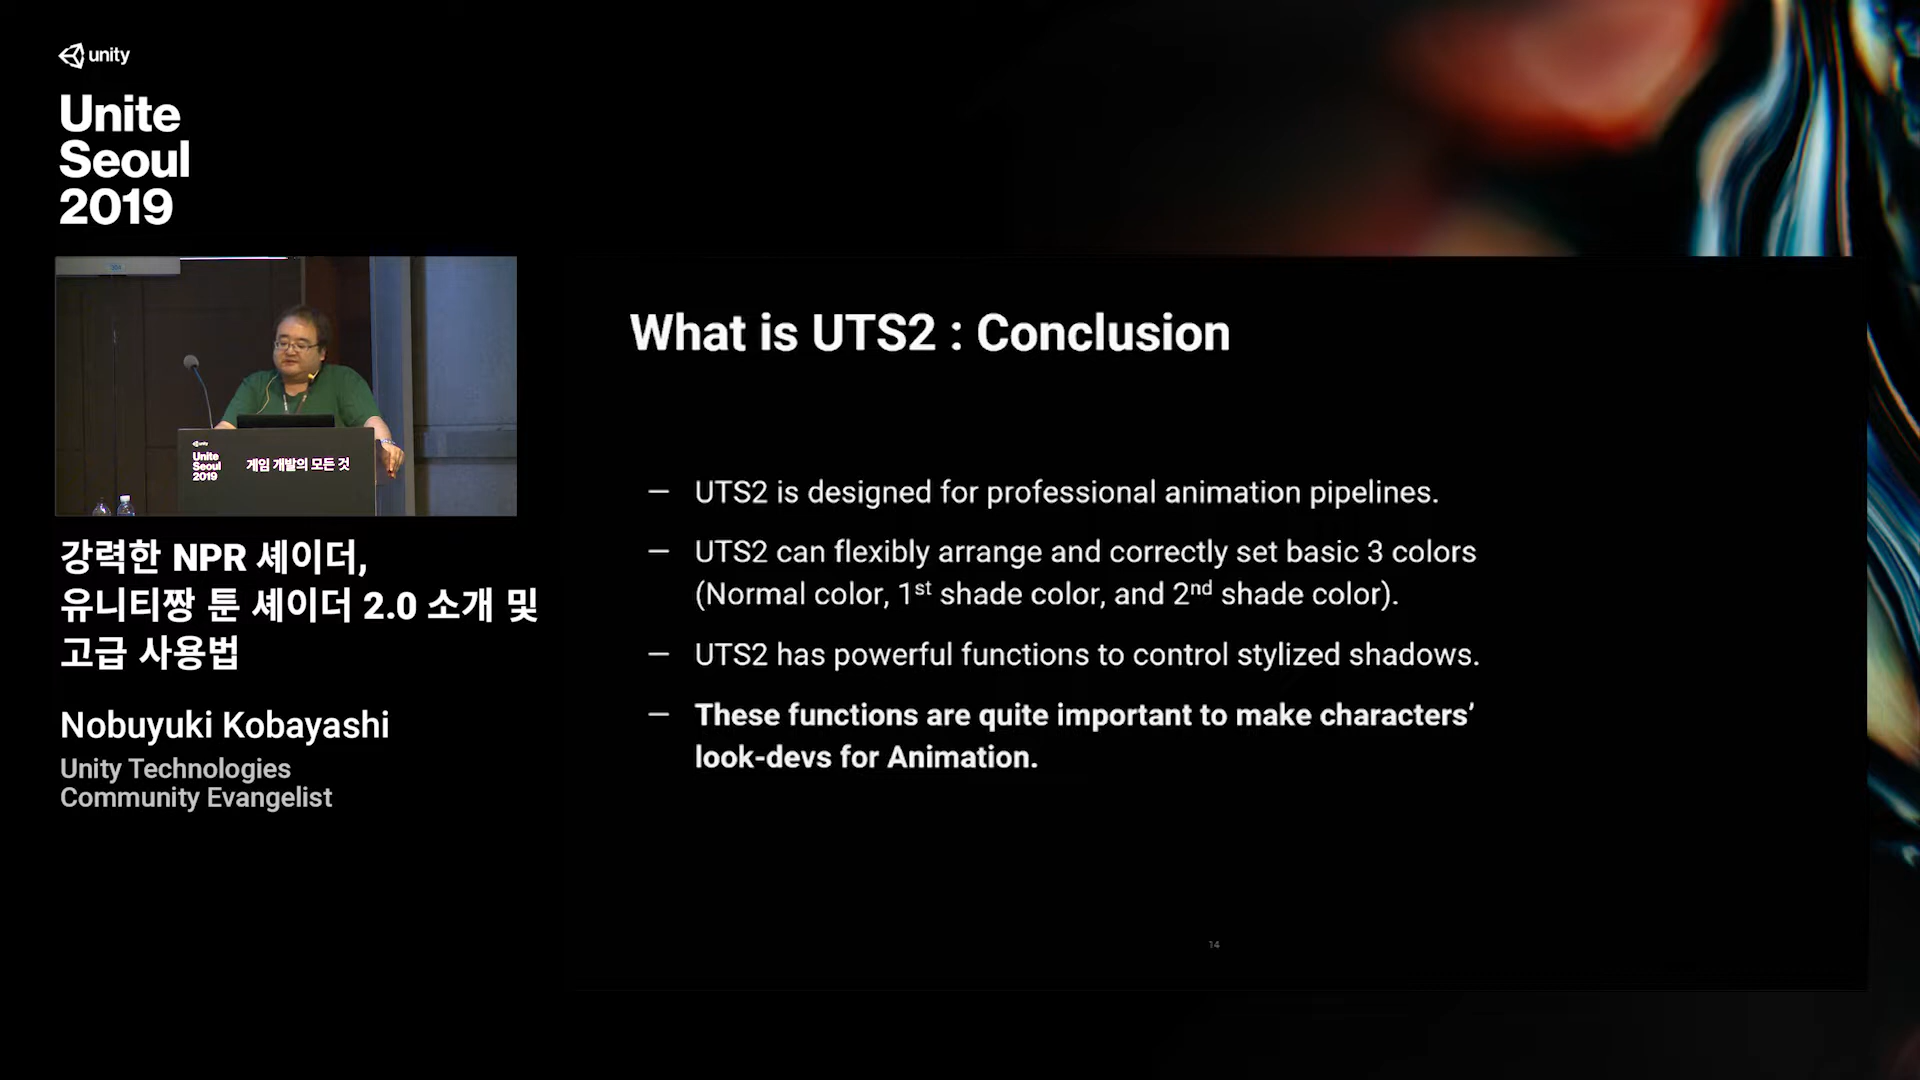 unity
Unite
Seoul
2019
unity
Unite
Seoul
2019
게임 개발의 모든 것
강력한 NPR 셰이더,
유니티짱 툰 셰이더 2.0 소개 및
고급 사용법
Nobuyuki Kobayashi
Unity Technologies
Community Evangelist
What is UTS2 : Conclusion
— UTS2 is designed for professional animation pipelines.
— UTS2 can flexibly arrange and correctly set basic 3 colors
(Normal color, 1st shade color, and 2nd shade color).
— UTS2 has powerful functions to control stylized shadows.
— These functions are quite important to make characters’
look-devs for Animation.
14